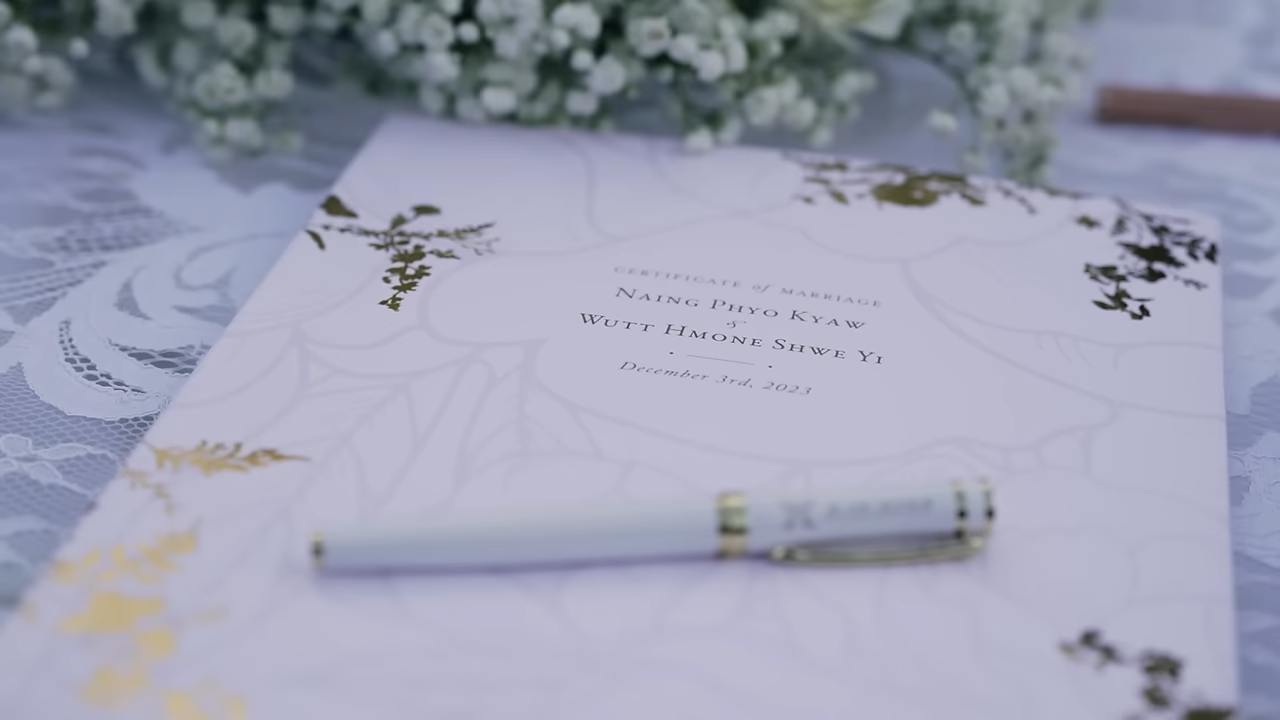 CERTIFICATE of MARRIAGE
NAING PHYO KYAW
&
WUTT HMONE SHWE YI
December 3rd, 2023